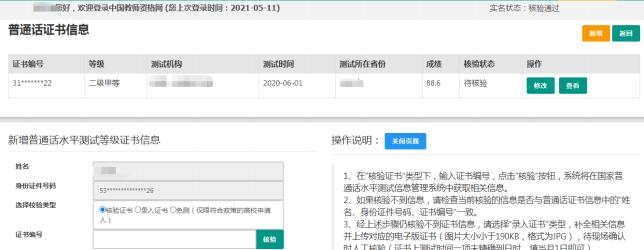 您好，欢迎登录中国教师资格网 (您上次登录时间：2021-05-11)
实名状态：核验通过
普通话证书信息
新增 返回
证书编号 等级 测试机构 测试时间 测试所在省份 成绩 核验状态 操作
31*******22 二级甲等 2020-06-01 88.6 待核验 修改 查看
新增普通话水平测试等级证书信息
操作说明： 关闭页面
姓名
身份证件号码 53**************26
选择校验类型 核验证书 录入证书 免测（仅限符合政策的高校申请
人）
证书编号 核验
1、在"核验证书"类型下，输入证书编号，点击"核验"按钮，系统将在国家普
通话水平测试信息管理系统中获取相关信息。
2、如果核验不到信息，请检查当前核验的信息是否与普通话证书信息中的"姓
名、身份证件号码、证书编号"一致。
3、经上述步骤仍核验不到证书信息，请选择"录入证书"类型，补全相关信息
并上传对应的电子版证书（图片大小小于190KB，格式为JPG），待现场确认
时人工核验（证书上测试时间一项未精确到日时，填当月1日即可）